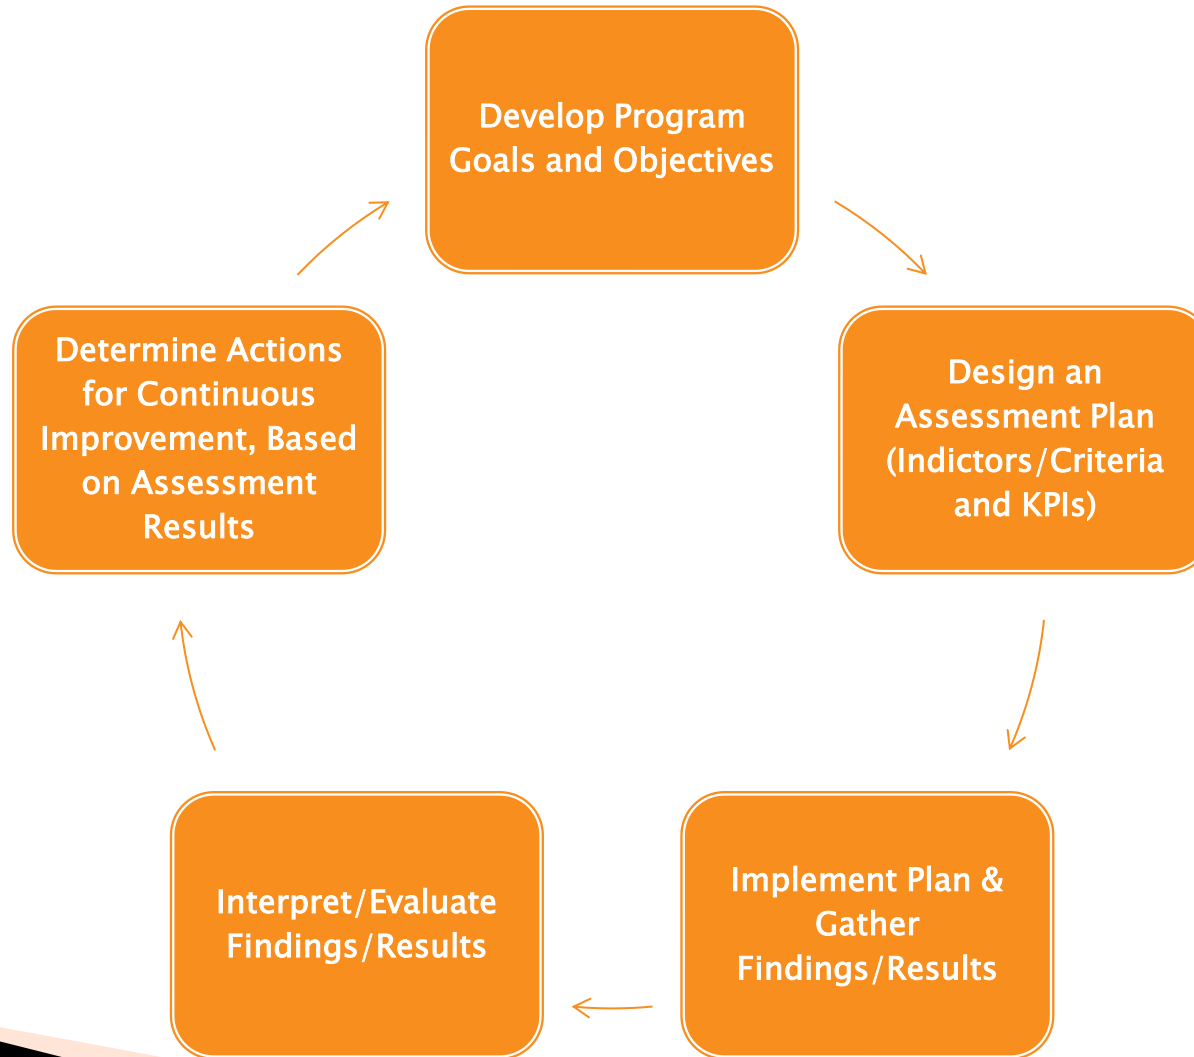 Develop Program
Goals and Objectives
Design an
Assessment Plan
(Indictors/Criteria
and KPIs)
Implement Plan &
Gather
Findings/Results
Interpret/Evaluate
Findings/Results
Determine Actions
for Continuous
Improvement, Based
on Assessment
Results